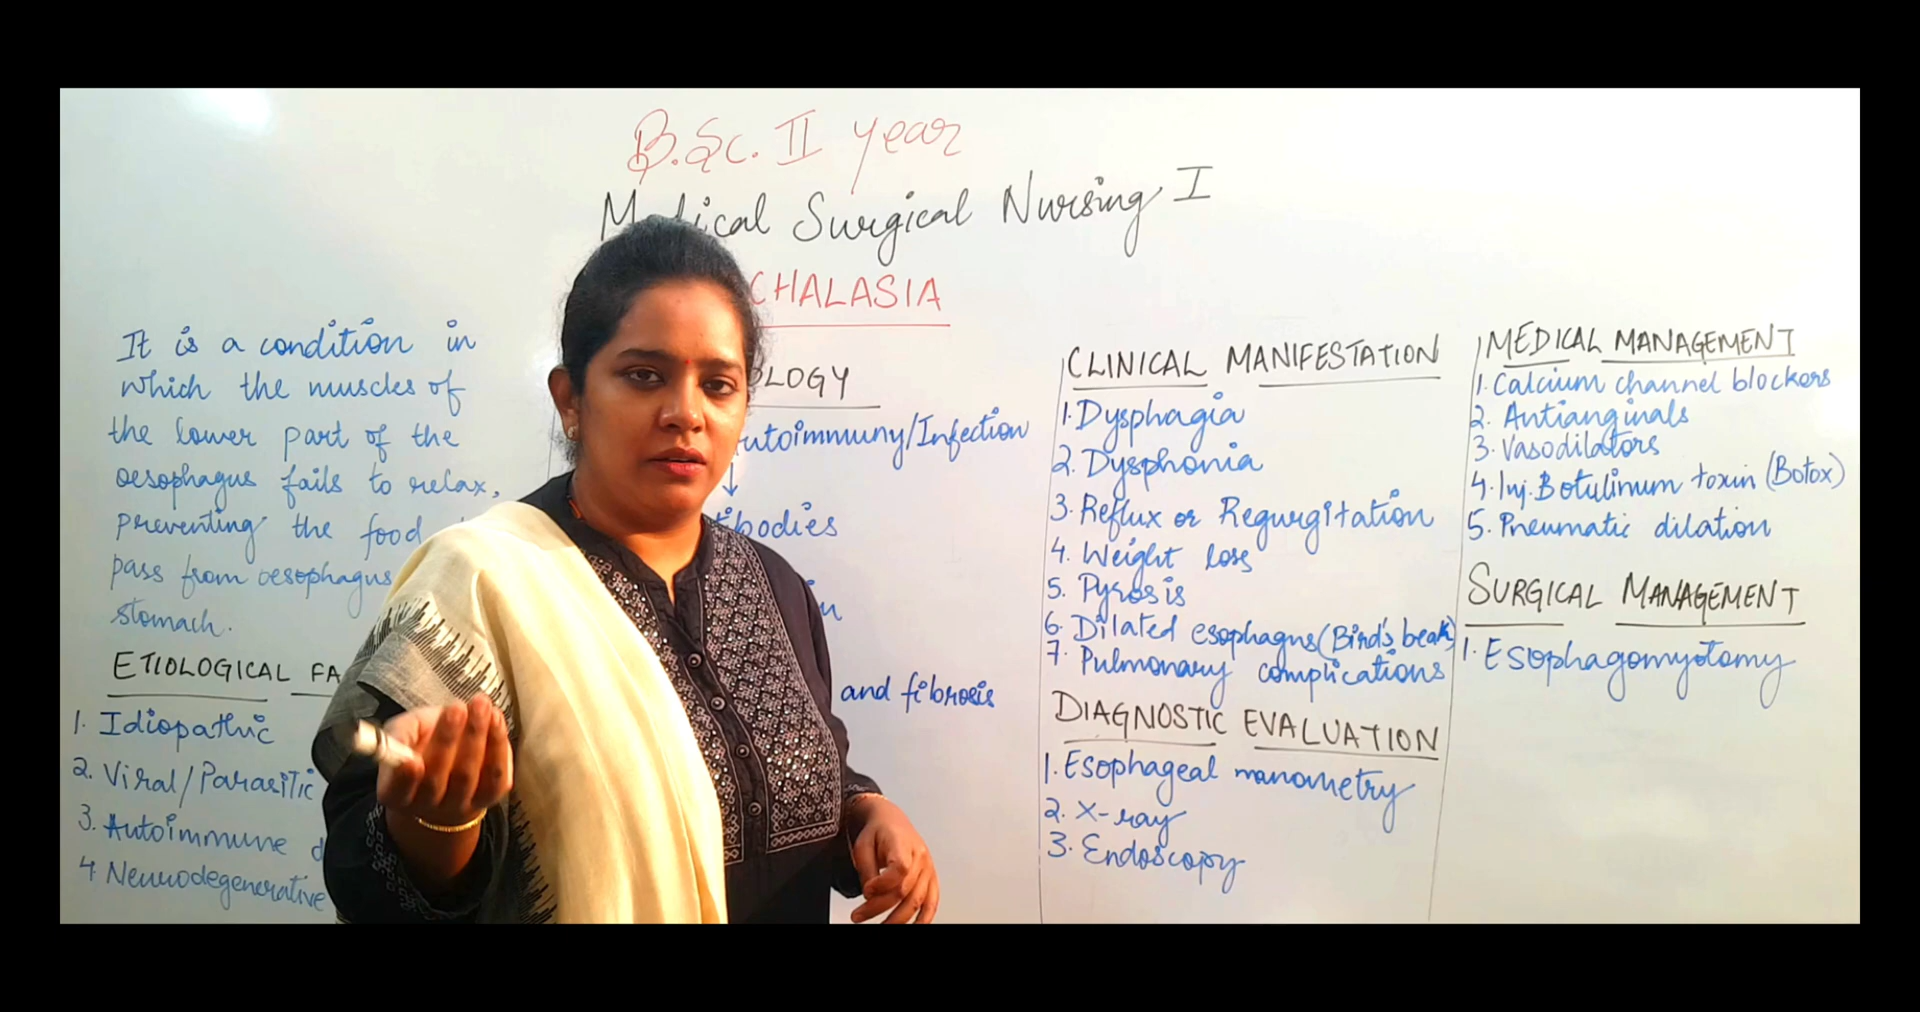 B.Sc. II year
Medical Surgical Nursing I
CHALASIA
It is a condition in
which the muscles of
the lower part of the
oesophagus fails to relax,
preventing the food
pass from oesophagus
stomach.
ETIOLOGICAL FA
1. Idiopathic
2. Viral/Parasitic
3. Autoimmune d
4 Neurodegenerative
OLOGY
utoimmuny/Infection
↓
tibodies
and fibrosis
CLINICAL MANIFESTATION
1. Dysphagia
2. Dysphonia
3. Reflux or Regurgitation
4. Weight loss
5. Pyrosis
6. Dilated esophagus (Bird's beak)
7. Pulmonary complications
DIAGNOSTIC EVALUATION
1. Esophageal manometry
2. X-ray
3. Endoscopy
MEDICAL MANAGEMENT
1. Calcium channel blockers
2. Antianginals
3. Vasodilators
4. Inj. Botulinum toxin (Botox)
5. Pneumatic dilation
SURGICAL MANAGEMENT
1. Esophagomyotomy